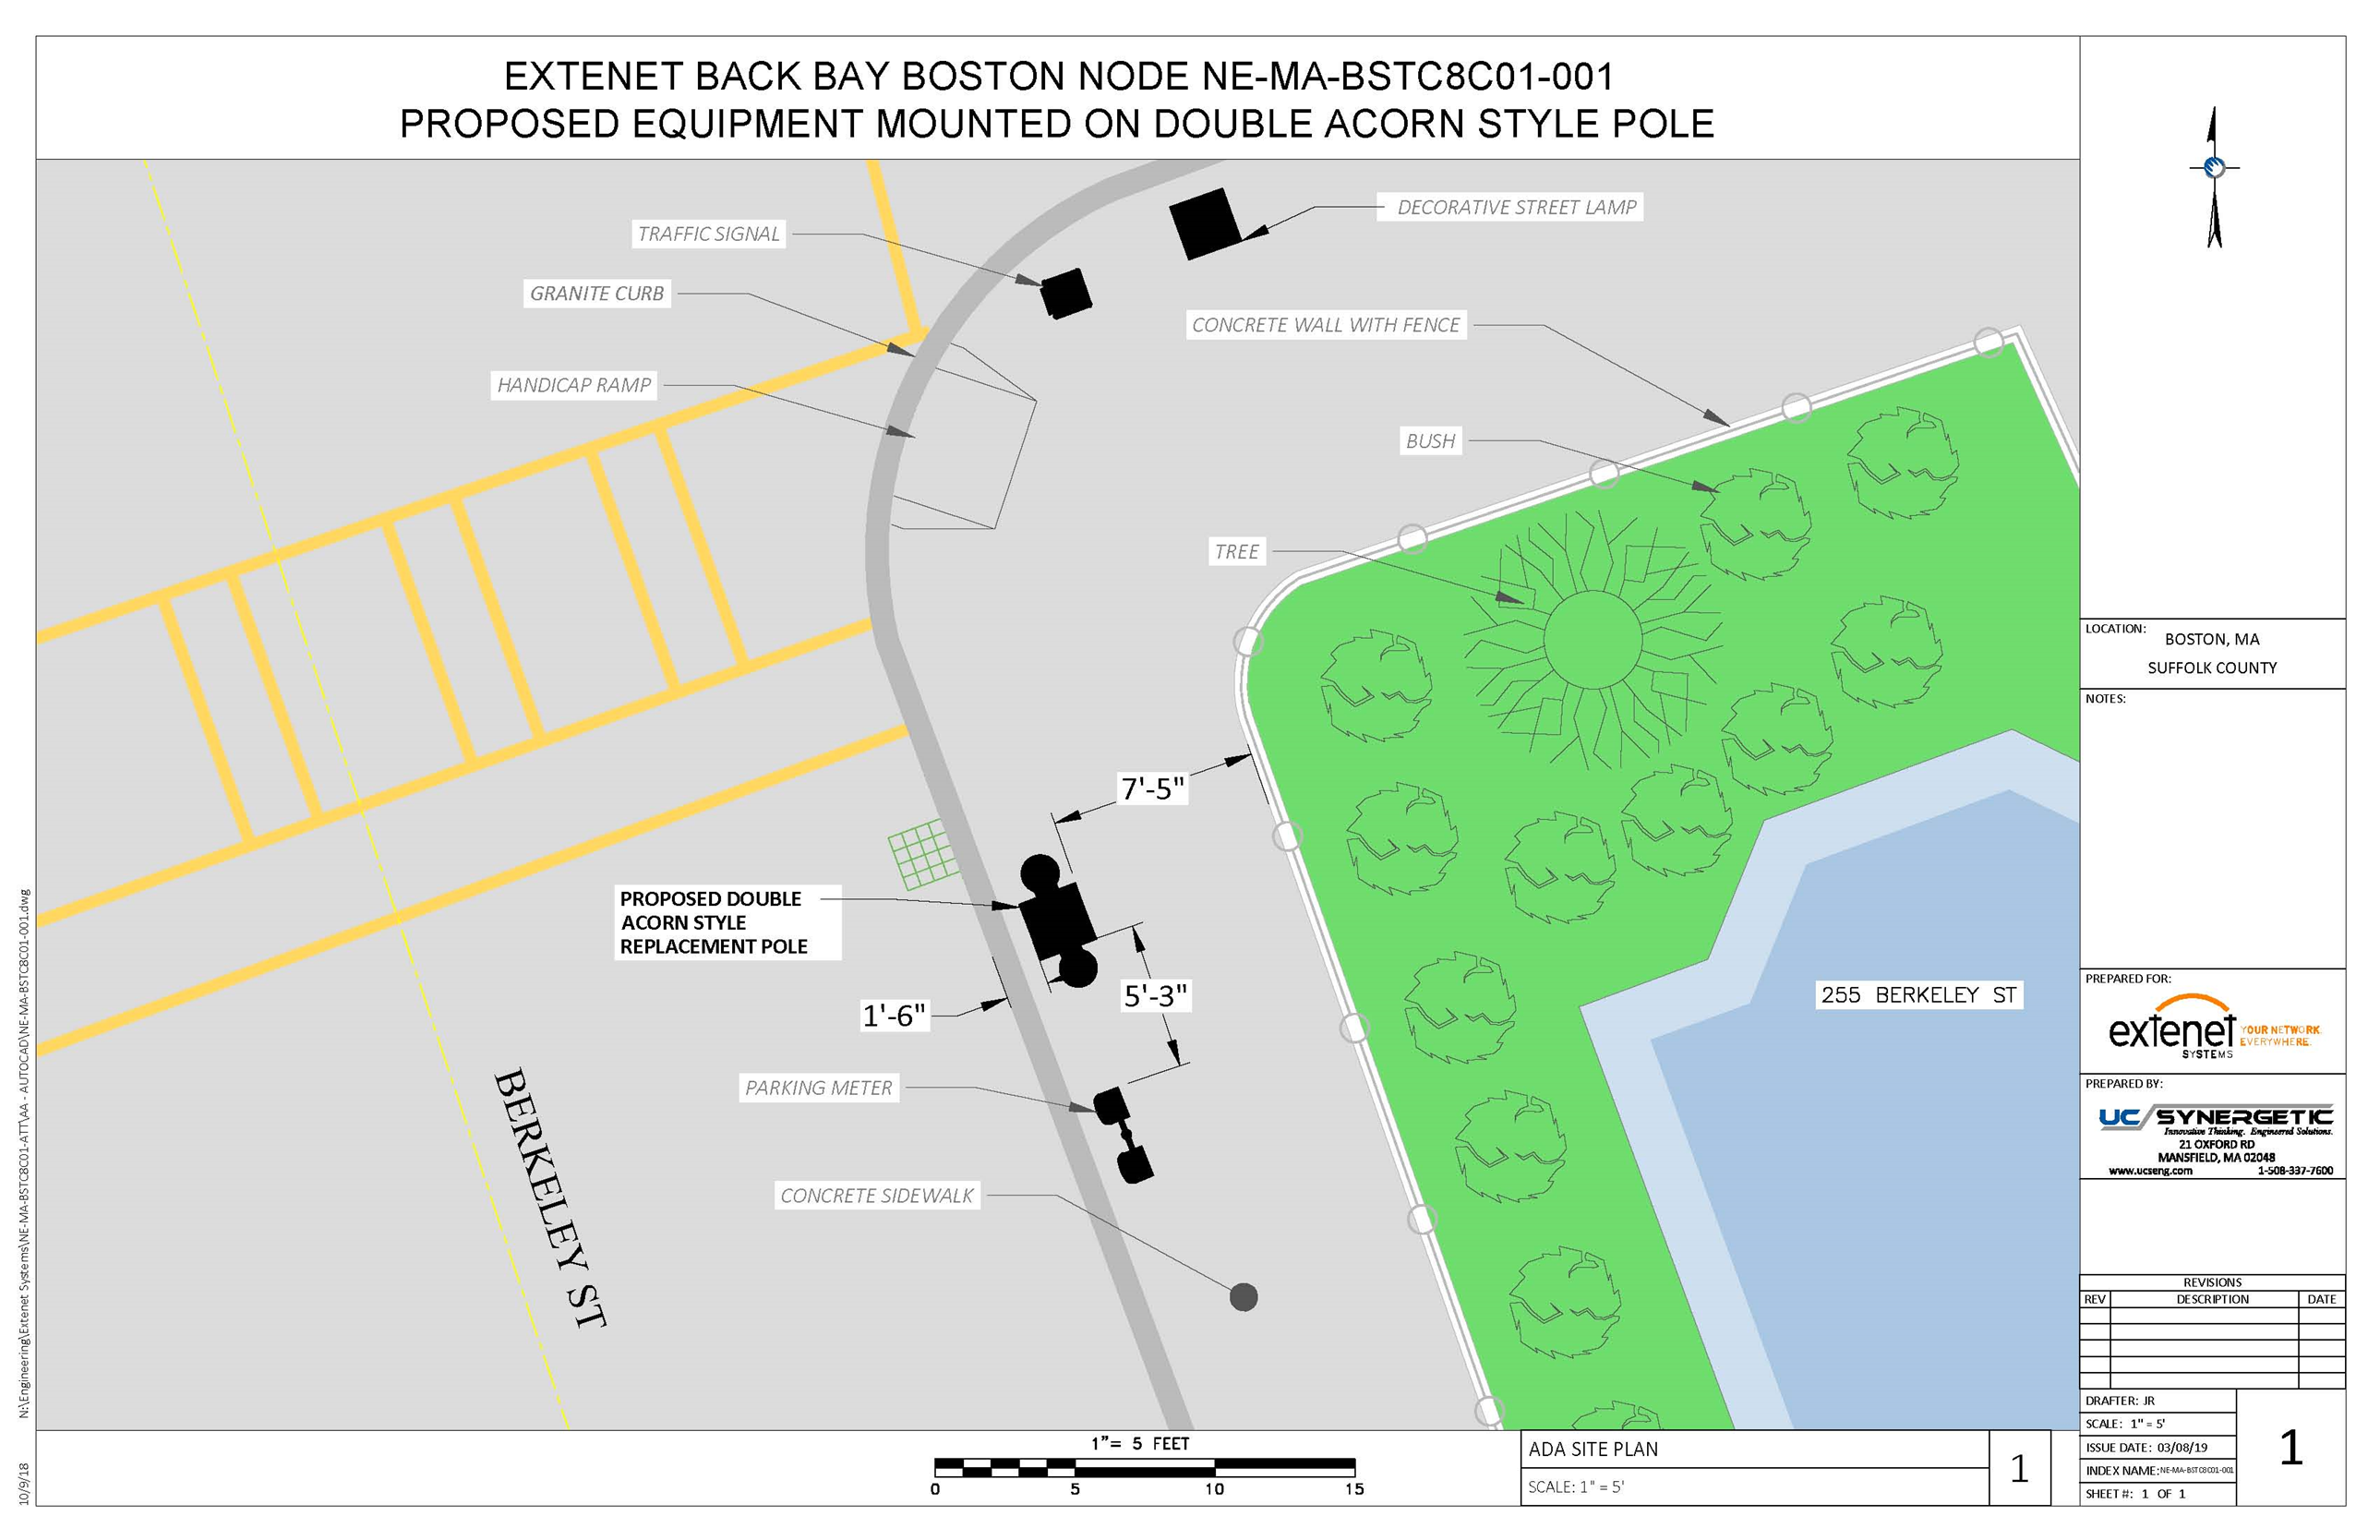 EXTENET BACK BAY BOSTON NODE NE-MA-BSTC8C01-001
PROPOSED EQUIPMENT MOUNTED ON DOUBLE ACORN STYLE POLE
TRAFFIC SIGNAL
DECORATIVE STREET LAMP
GRANITE CURB
CONCRETE WALL WITH FENCE
HANDICAP RAMP
BUSH
TREE
7'-5"
PROPOSED DOUBLE
ACORN STYLE
REPLACEMENT POLE
5'-3"
1'-6"
255 BERKELEY ST
PARKING METER
CONCRETE SIDEWALK
BERKELEY ST
1"= 5 FEET
0 5 10 15
ADA SITE PLAN
SCALE: 1" = 5'
1
LOCATION:
BOSTON, MA
SUFFOLK COUNTY
NOTES:
PREPARED FOR:
extenet
SYSTEMS
YOUR NETWORK.
EVERYWHERE.
PREPARED BY:
UC SYNERGETIC
Innovative Thinking. Engineered Solutions.
21 OXFORD RD
MANSFIELD, MA 02048
www.ucseng.com 1-508-337-7600
REVISIONS
REV DESCRIPTION DATE
DRAFTER: JR
SCALE: 1" = 5'
ISSUE DATE: 03/08/19
INDEX NAME: NE-MA-BSTC8C01-001
SHEET #: 1 OF 1
1
N:\Engineering\Extenet Systems\NE-MA-BSTC8C01-ATT\AA - AUTOCAD\NE-MA-BSTC8C01-001.dwg
10/9/18